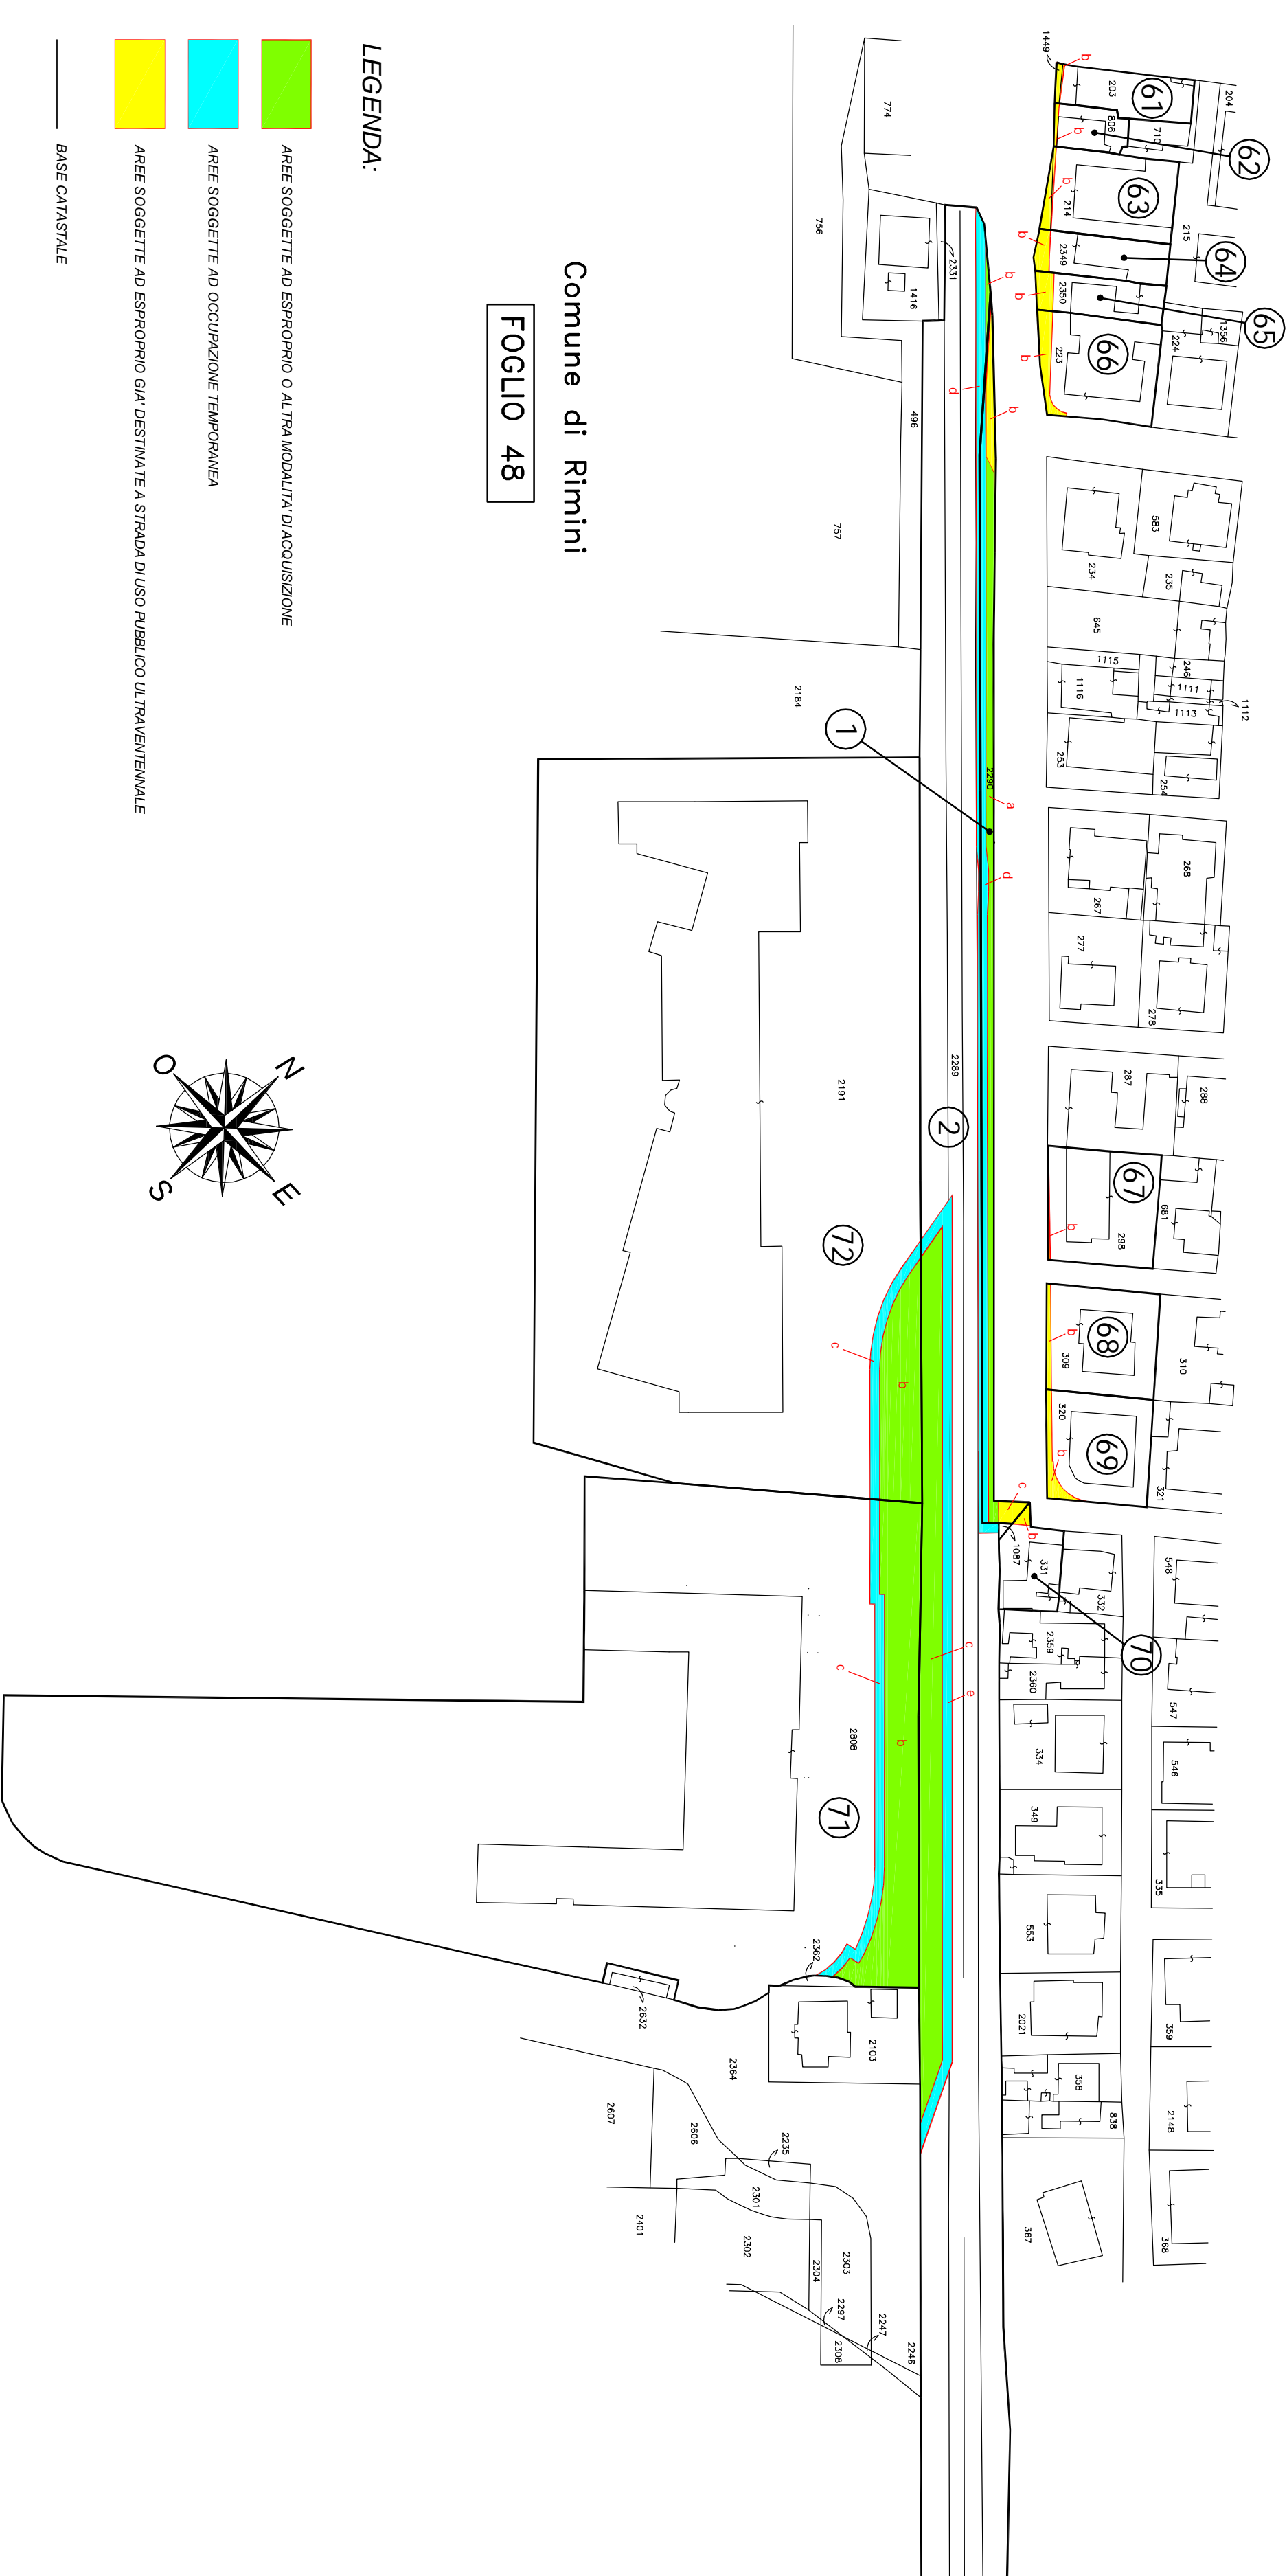 Comune di Rimini
FOGLIO 48
LEGENDA:
AREE SOGGETTE AD ESPROPRIO O ALTRA MODALITA' DI ACQUISIZIONE
AREE SOGGETTE AD OCCUPAZIONE TEMPORANEA
AREE SOGGETTE AD ESPROPRIO GIA' DESTINATE A STRADA DI USO PUBBLICO ULTRAVENTENNALE
BASE CATASTALE
N
E
S
O
61
62
63
64
65
66
67
68
69
70
71
72
1
2
204
203
1449
806
710
214
215
2349
2350
1356
224
223
583
234
235
645
246
1115
1116
1111
1112
1113
253
254
268
267
277
278
287
288
681
298
310
309
320
321
774
756
1416
2331
496
757
2184
2290
2289
2191
1087
331
332
548
2359
2360
547
334
546
349
335
553
2021
359
358
838
2148
367
368
2808
2362
2632
2103
2364
2607
2606
2235
2301
2401
2302
2304
2303
2297
2247
2308
2246
b
b
b
b
b
b
b
b
d
a
d
b
b
b
c
b
c
b
c
c
e
b